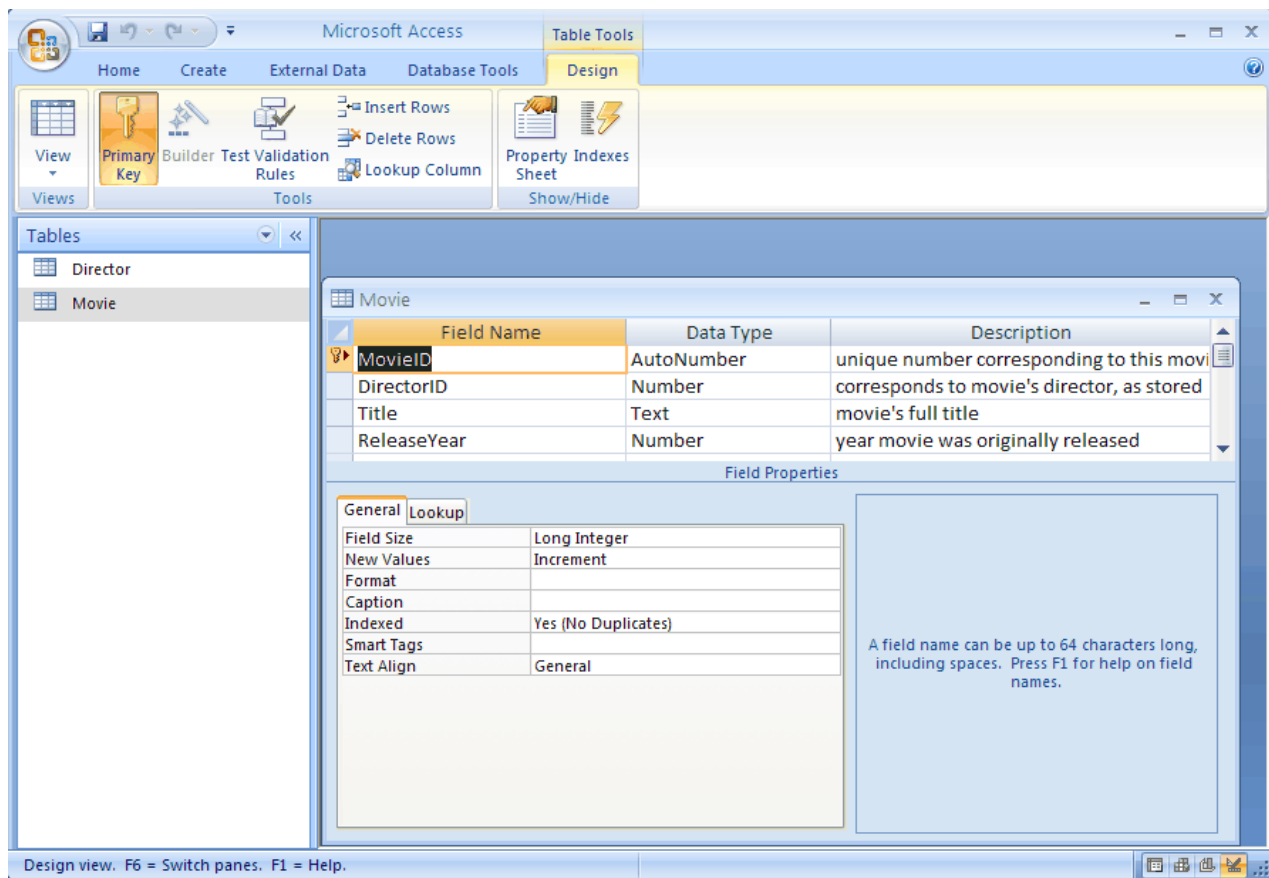 Microsoft Access
Table Tools
Home Create External Data Database Tools Design
View
Primary Key
Builder
Test Validation Rules
Insert Rows
Delete Rows
Lookup Column
Property Sheet
Indexes
Views Tools Show/Hide
Tables
Director
Movie
Movie
Field Name Data Type Description
MovieID AutoNumber unique number corresponding to this movi
DirectorID Number corresponds to movie's director, as stored
Title Text movie's full title
ReleaseYear Number year movie was originally released
Field Properties
General Lookup
Field Size Long Integer
New Values Increment
Format
Caption
Indexed Yes (No Duplicates)
Smart Tags
Text Align General
A field name can be up to 64 characters long,
including spaces. Press F1 for help on field
names.
Design view. F6 = Switch panes. F1 = Help.